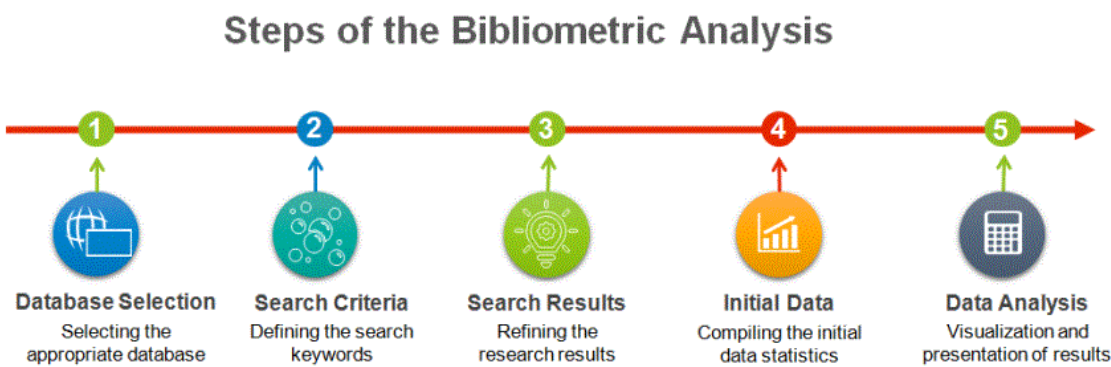 Steps of the Bibliometric Analysis
1
2
3
4
5
Database Selection
Selecting the
appropriate database
Search Criteria
Defining the search
keywords
Search Results
Refining the
research results
Initial Data
Compiling the initial
data statistics
Data Analysis
Visualization and
presentation of results